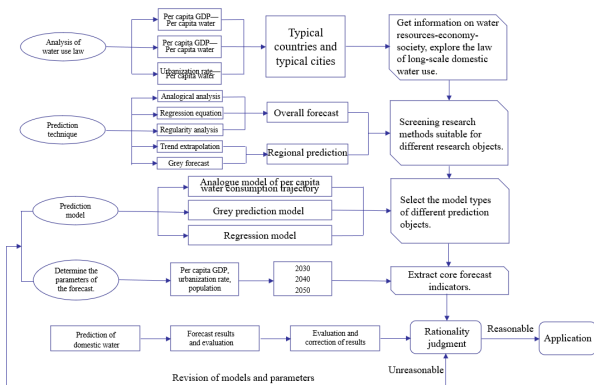 Analysis of
water use law
Per capita GDP—
Per capita water
Per capita GDP—
Per capita water
Urbanization rate—
Per capita water
Typical
countries and
typical cities
Get information on water
resources-economy-
society, explore the law
of long-scale domestic
water use.
Prediction
technique
Analogical analysis
Regression equation
Regularity analysis
Trend extrapolation
Grey forecast
Overall forecast
Regional prediction
Screening research
methods suitable for
different research objects.
Prediction
model
Analogue model of per capita
water consumption trajectory
Grey prediction model
Regression model
Select the model
types of different
prediction
objects.
Determine the
parameters of
the forecast.
Per capita GDP,
urbanization rate,
population
2030
2040
2050
Extract core forecast
indicators.
Prediction of
domestic water
Forecast results
and evaluation
Evaluation and
correction of results
Rationality
judgment
Reasonable
Application
Unreasonable
Revision of models and parameters